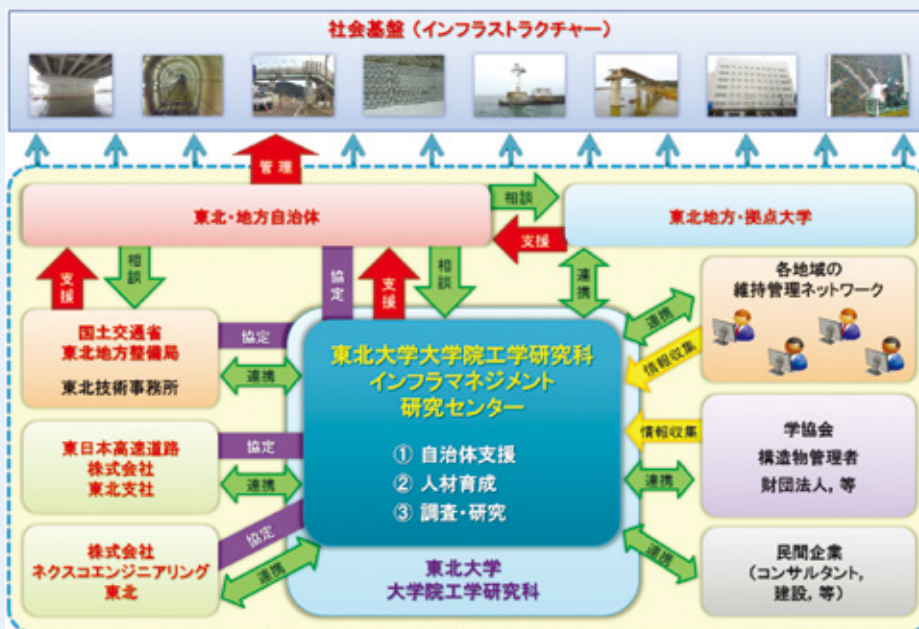 社会基盤（インフラストラクチャー）
管理
東北・地方自治体
相談
支援
東北地方・拠点大学
支援
相談
協定
支援
相談
連携
国土交通省
東北地方整備局
東北技術事務所
協定
連携
東日本高速道路
株式会社
東北支社
協定
連携
株式会社
ネクスコエンジニアリング
東北
協定
連携
東北大学大学院工学研究科
インフラマネジメント
研究センター
① 自治体支援
② 人材育成
③ 調査・研究
東北大学
大学院工学研究科
連携
情報収集
各地域の
維持管理ネットワーク
情報収集
連携
学協会
構造物管理者
財団法人，等
連携
民間企業
（コンサルタント，
建設，等）